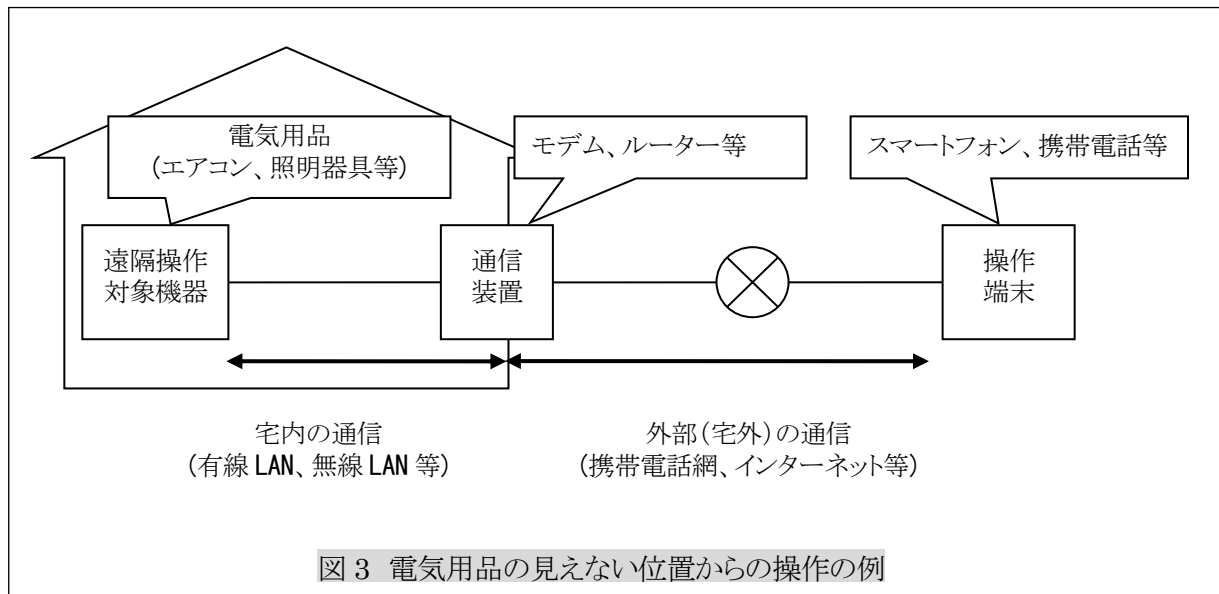 電気用品
(エアコン、照明器具等)
モデム、ルーター等
スマートフォン、携帯電話等
遠隔操作
対象機器
通信
装置
操作
端末
宅内の通信
(有線 LAN、無線 LAN 等)
外部(宅外)の通信
(携帯電話網、インターネット等)
図 3 電気用品の見えない位置からの操作の例